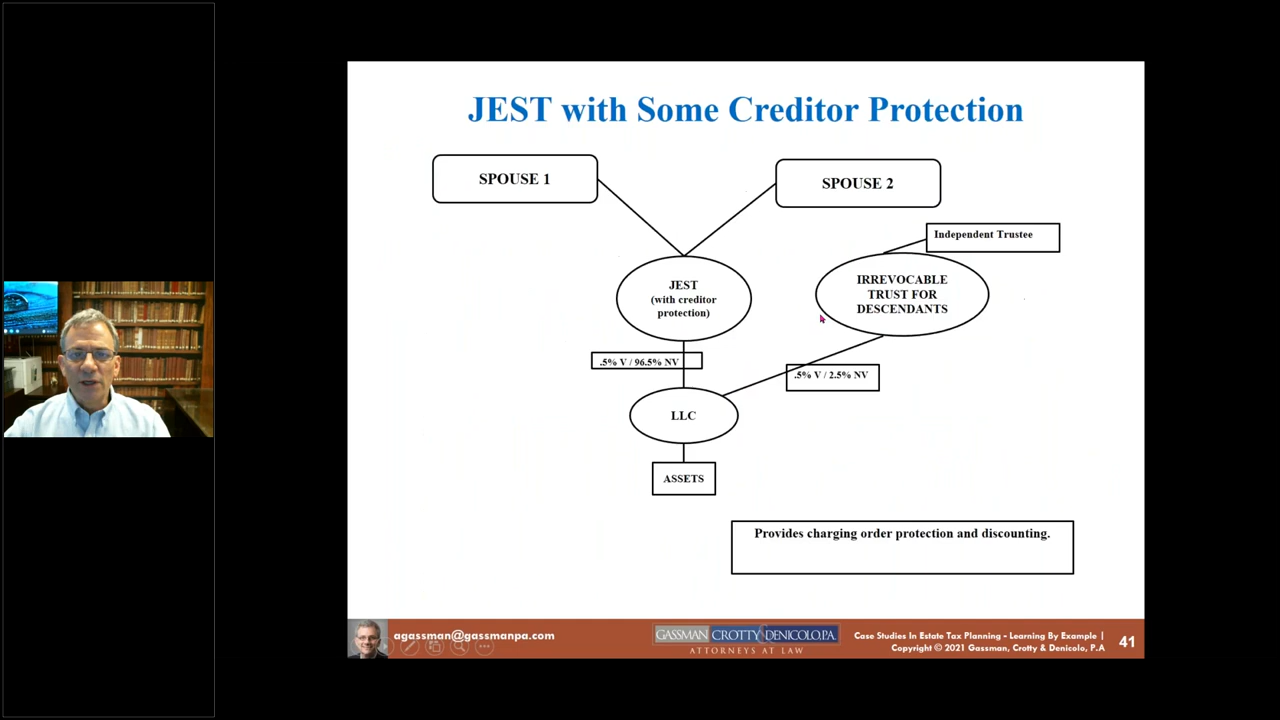 JEST with Some Creditor Protection
SPOUSE 1
SPOUSE 2
Independent Trustee
JEST
(with creditor
protection)
IRREVOCABLE
TRUST FOR
DESCENDANTS
.5% V / 96.5% NV
.5% V / 2.5% NV
LLC
ASSETS
Provides charging order protection and discounting.
agassman@gassmanpa.com
GASSMAN CROTTY & DENICOLO, P.A.
ATTORNEYS AT LAW
Case Studies In Estate Tax Planning - Learning By Example |
Copyright © 2021 Gassman, Crotty & Denicolo, P.A
41